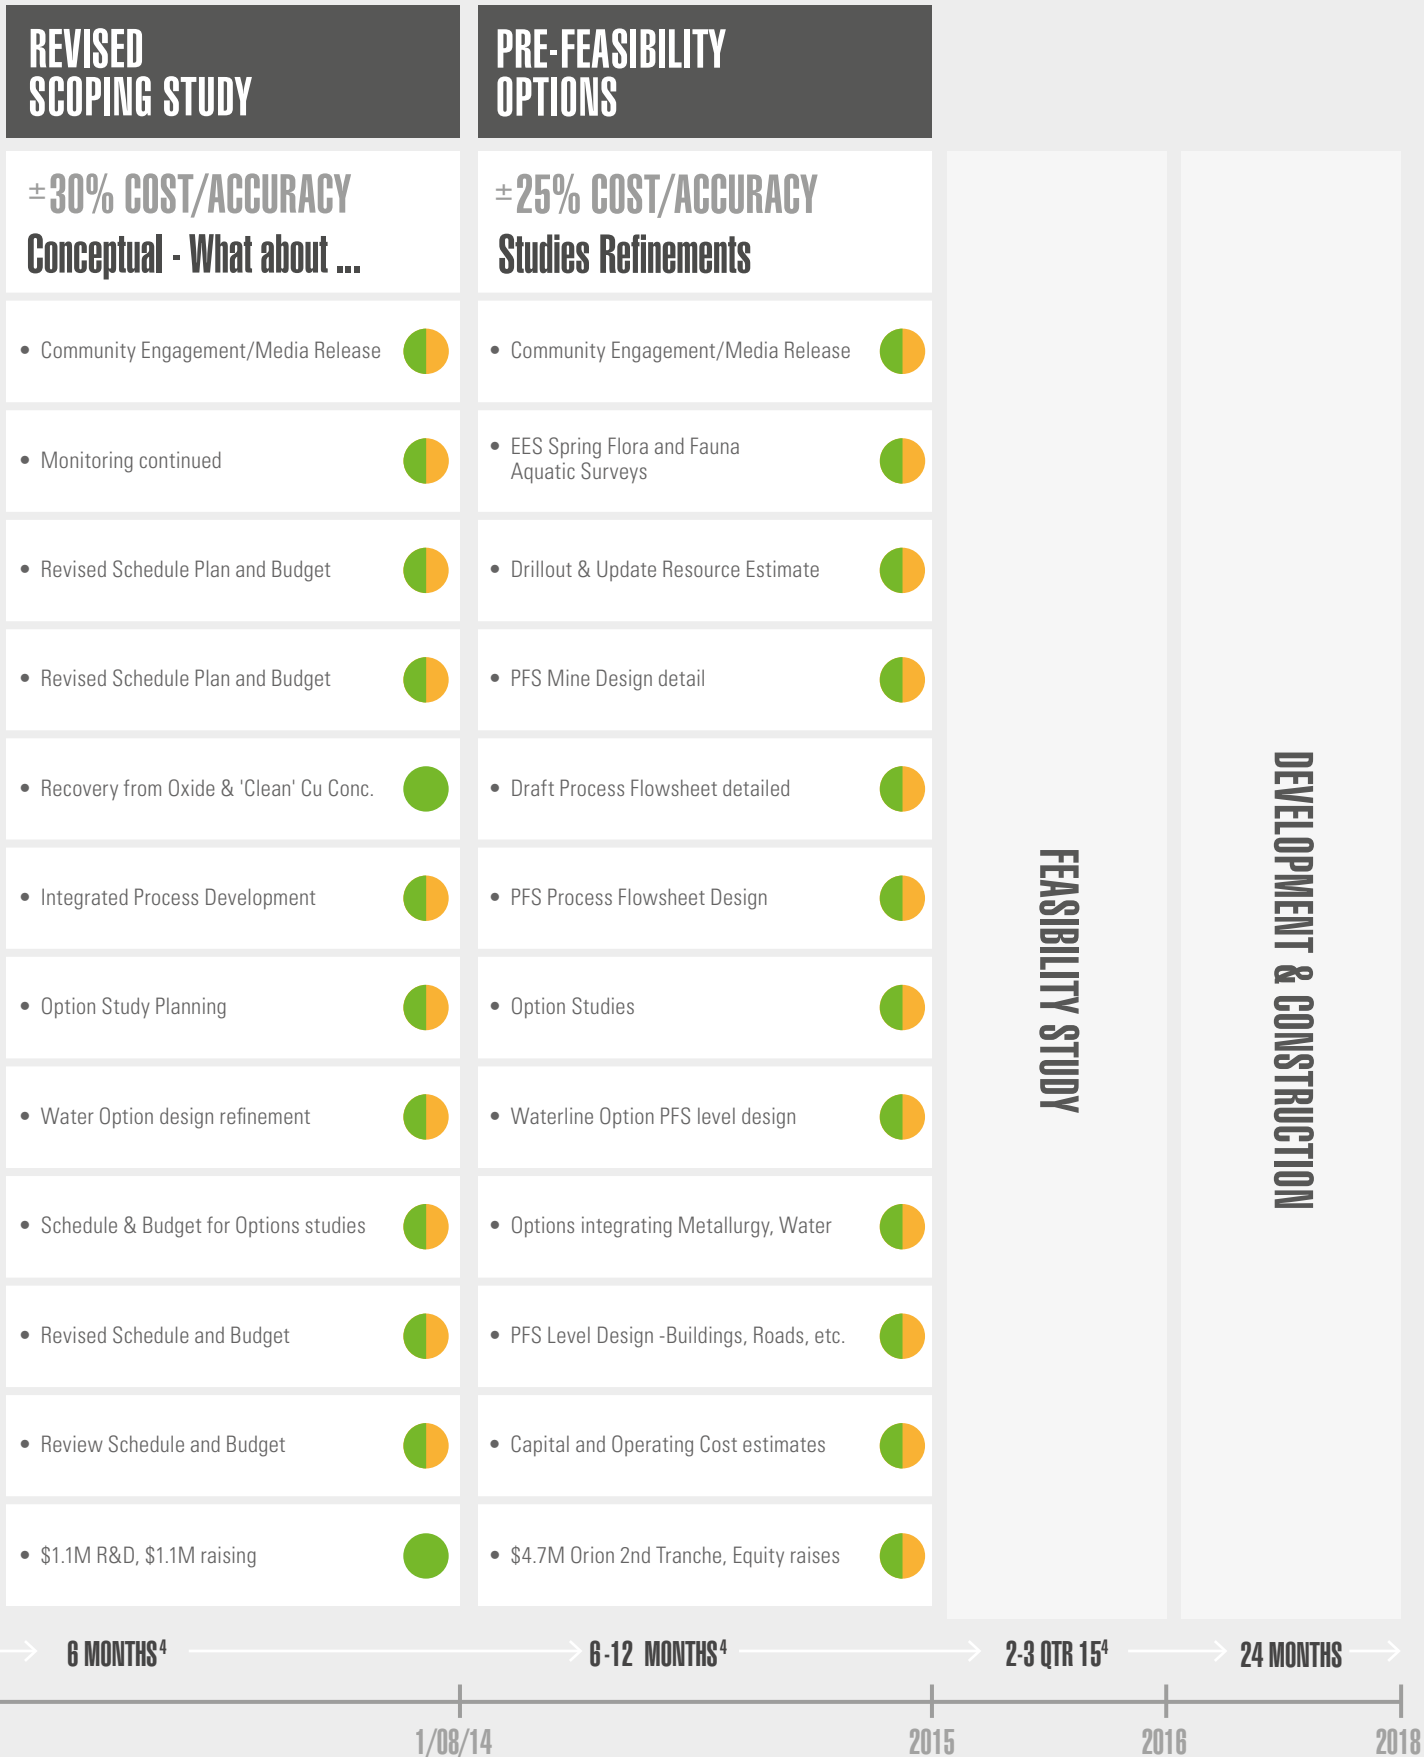 REVISED
SCOPING STUDY
±30% COST/ACCURACY
Conceptual - What about ...
• Community Engagement/Media Release
• Monitoring continued
• Revised Schedule Plan and Budget
• Revised Schedule Plan and Budget
• Recovery from Oxide & 'Clean' Cu Conc.
• Integrated Process Development
• Option Study Planning
• Water Option design refinement
• Schedule & Budget for Options studies
• Revised Schedule and Budget
• Review Schedule and Budget
• $1.1M R&D, $1.1M raising
PRE-FEASIBILITY
OPTIONS
±25% COST/ACCURACY
Studies Refinements
• Community Engagement/Media Release
• EES Spring Flora and Fauna
Aquatic Surveys
• Drillout & Update Resource Estimate
• PFS Mine Design detail
• Draft Process Flowsheet detailed
• PFS Process Flowsheet Design
• Option Studies
• Waterline Option PFS level design
• Options integrating Metallurgy, Water
• PFS Level Design -Buildings, Roads, etc.
• Capital and Operating Cost estimates
• $4.7M Orion 2nd Tranche, Equity raises
FEASIBILITY STUDY
DEVELOPMENT & CONSTRUCTION
6 MONTHS⁴
6-12 MONTHS⁴
2-3 QTR 15⁴
24 MONTHS
1/08/14
2015
2016
2018